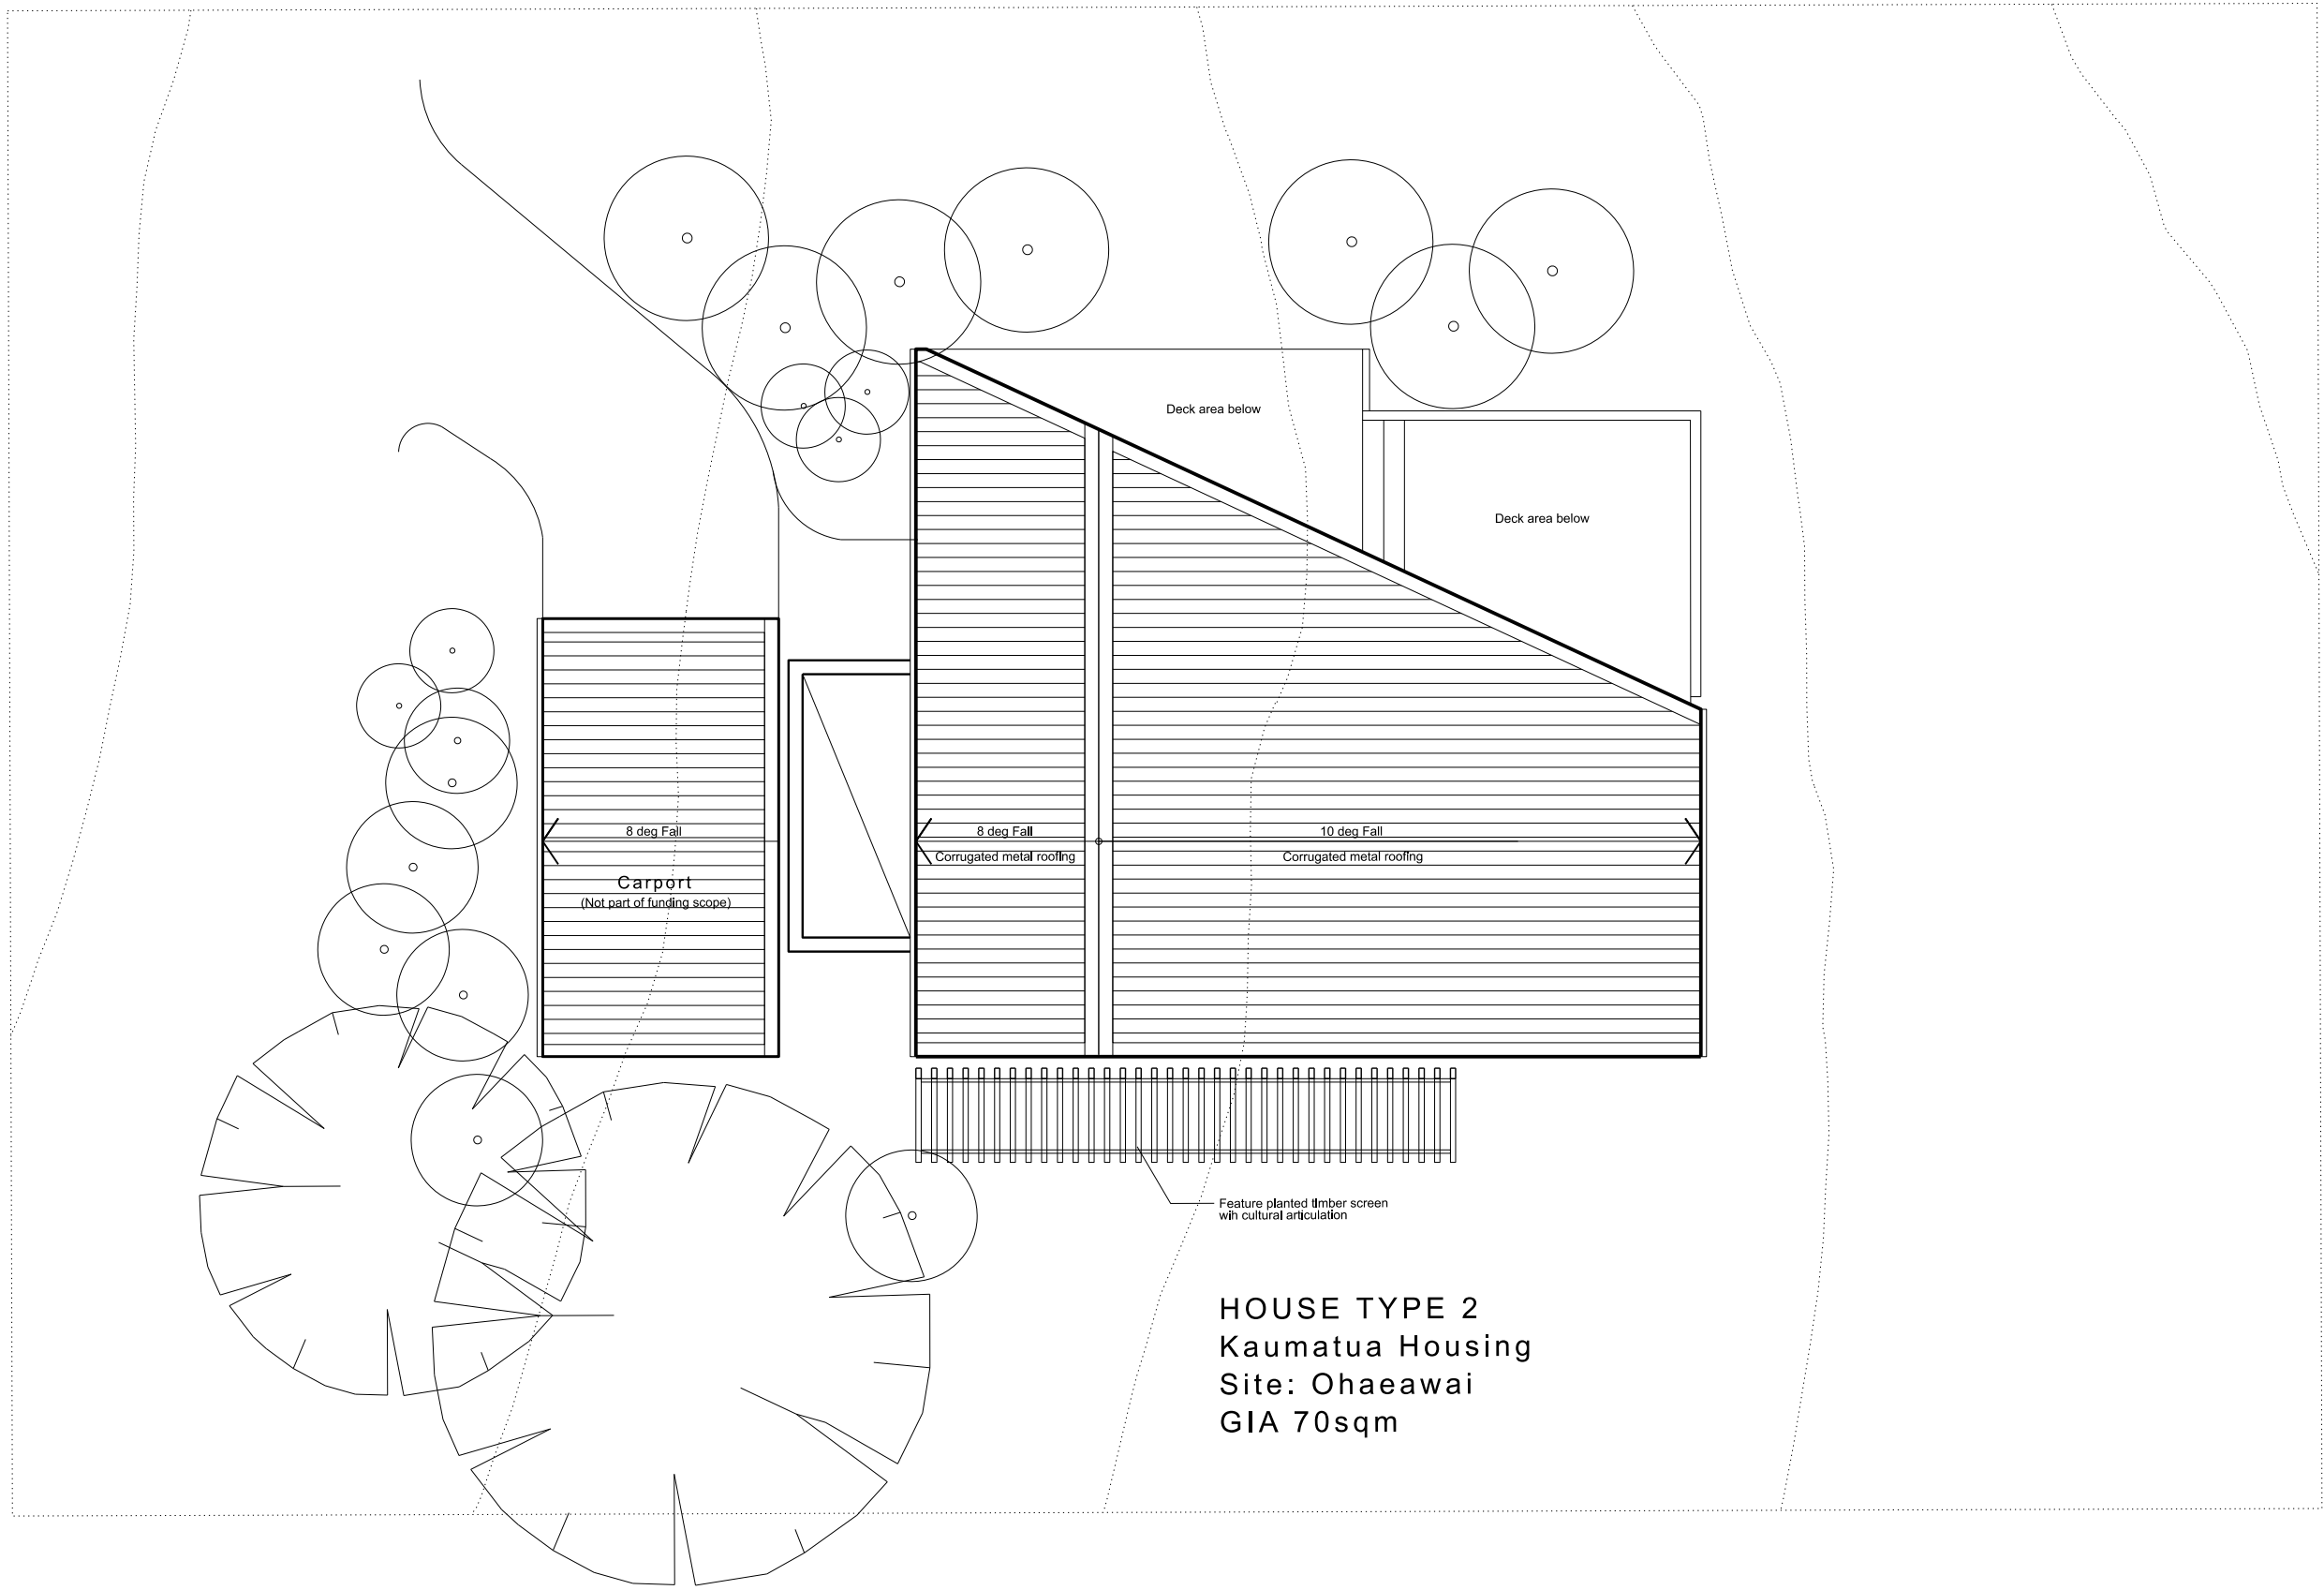 Deck area below
Deck area below
8 deg Fall
8 deg Fall
10 deg Fall
Corrugated metal roofing
Corrugated metal roofing
Carport
(Not part of funding scope)
Feature planted timber screen
wih cultural articulation
HOUSE TYPE 2
Kaumatua Housing
Site: Ohaeawai
GIA 70sqm